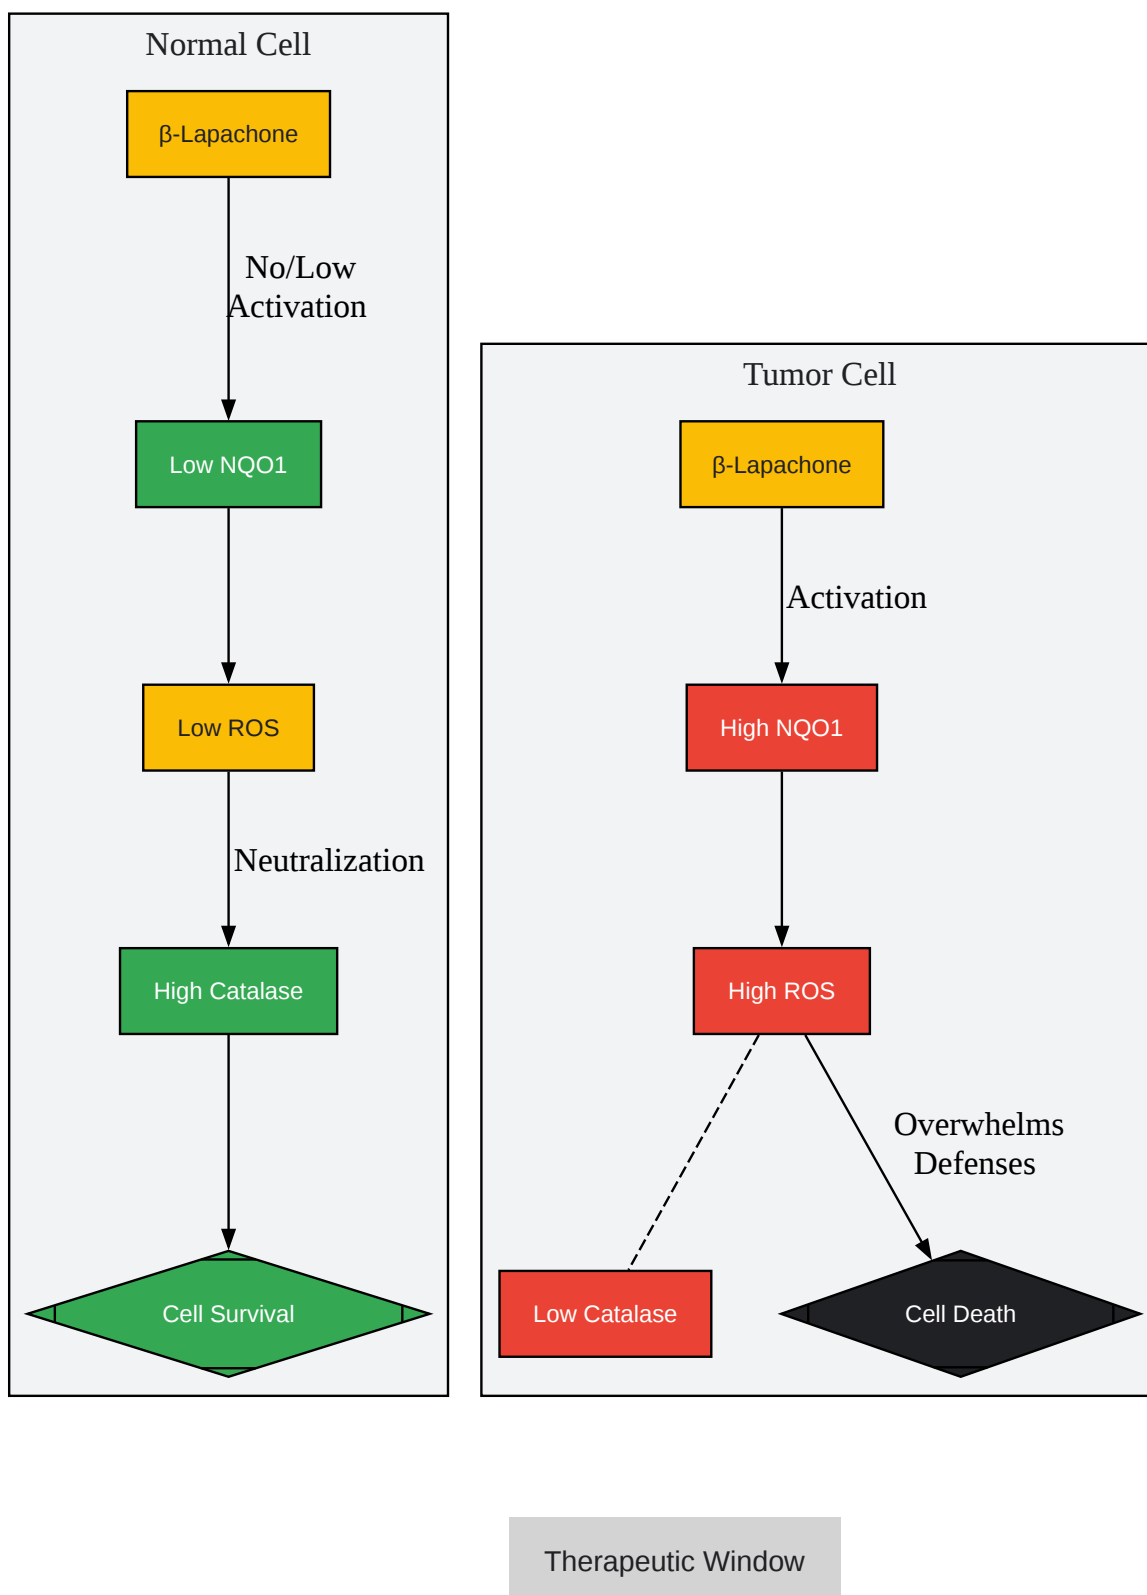 Normal Cell
β-Lapachone
No/Low
Activation
Low NQO1
Low ROS
Neutralization
High Catalase
Cell Survival
Tumor Cell
β-Lapachone
Activation
High NQO1
High ROS
Overwhelms
Defenses
Low Catalase
Cell Death
Therapeutic Window